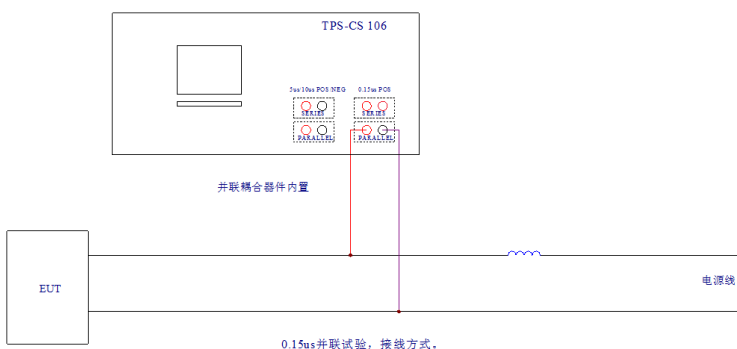 TPS-CS 106
5us/10us POS/NEG
0.15us POS
SERIES
SERIES
PARALLEL
PARALLEL
并联耦合器件内置
EUT
电源线
0.15us并联试验，接线方式。